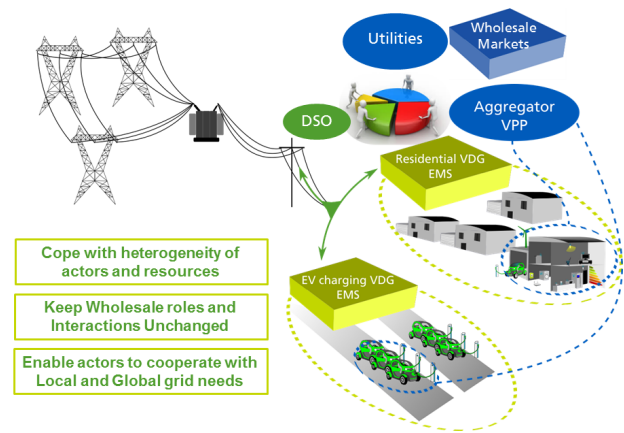 Utilities
Wholesale
Markets
DSO
Aggregator
VPP
Residential VDG
EMS
EV charging VDG
EMS
Cope with heterogeneity of
actors and resources
Keep Wholesale roles and
Interactions Unchanged
Enable actors to cooperate with
Local and Global grid needs